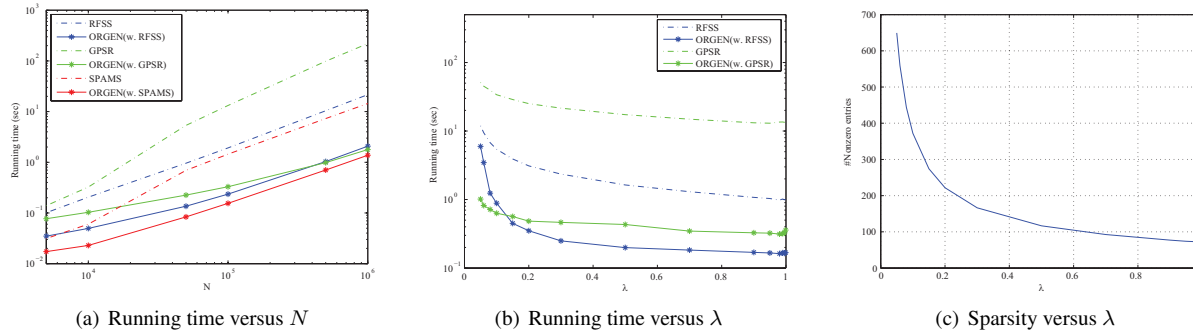 10^3
10^2
10^1
10^0
10^-1
10^-2
Running time (sec)
RFSS
ORGEN(w. RFSS)
GPSR
ORGEN(w. GPSR)
SPAMS
ORGEN(w. SPAMS)
10^4
10^5
10^6
N
(a) Running time versus N
10^2
10^1
10^0
10^-1
Running time (sec)
RFSS
ORGEN(w. RFSS)
GPSR
ORGEN(w. GPSR)
0
0.2
0.4
0.6
0.8
1
λ
(b) Running time versus λ
700
600
500
400
300
200
100
0
#Nonzero entries
0
0.2
0.4
0.6
0.8
λ
(c) Sparsity versus λ